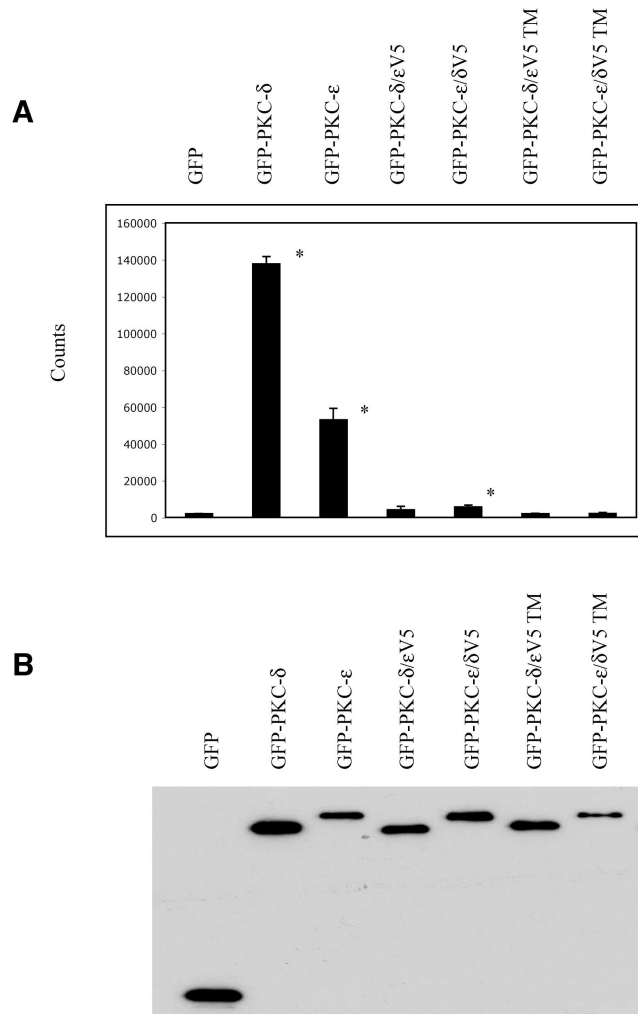 A
GFP
GFP-PKC-δ
GFP-PKC-ε
GFP-PKC-δ/εV5
GFP-PKC-ε/δV5
GFP-PKC-δ/εV5 TM
GFP-PKC-ε/δV5 TM
Counts
160000
140000
120000
100000
80000
60000
40000
20000
0
*
*
*
B
GFP
GFP-PKC-δ
GFP-PKC-ε
GFP-PKC-δ/εV5
GFP-PKC-ε/δV5
GFP-PKC-δ/εV5 TM
GFP-PKC-ε/δV5 TM